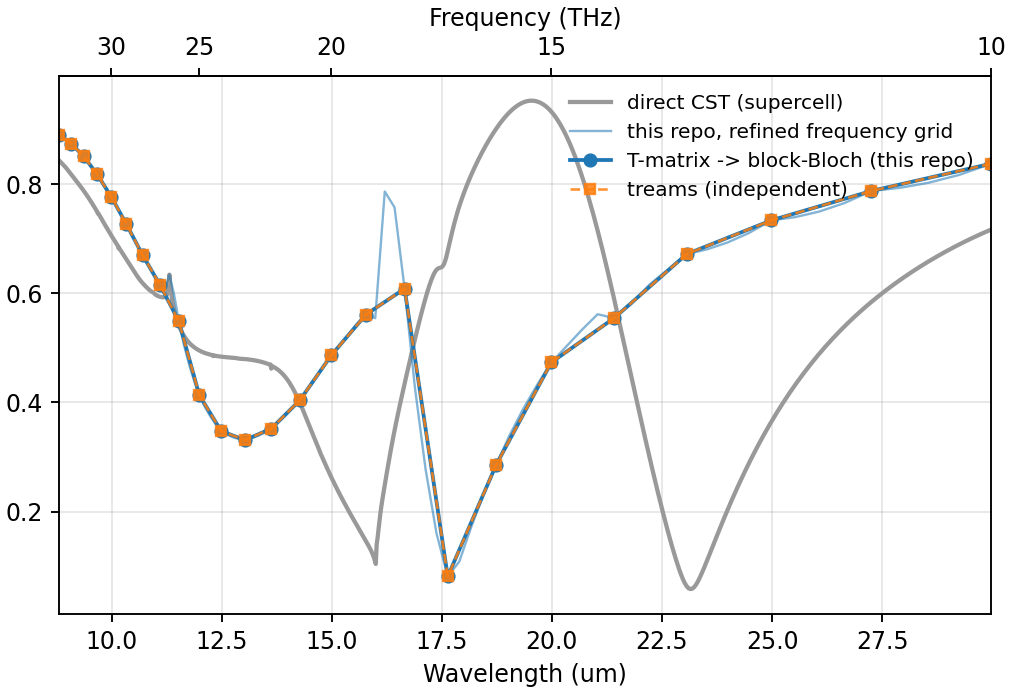 Frequency (THz)
30 25 20 15 10
direct CST (supercell)
this repo, refined frequency grid
T-matrix -> block-Bloch (this repo)
treams (independent)
0.8
0.6
0.4
0.2
10.0 12.5 15.0 17.5 20.0 22.5 25.0 27.5
Wavelength (um)